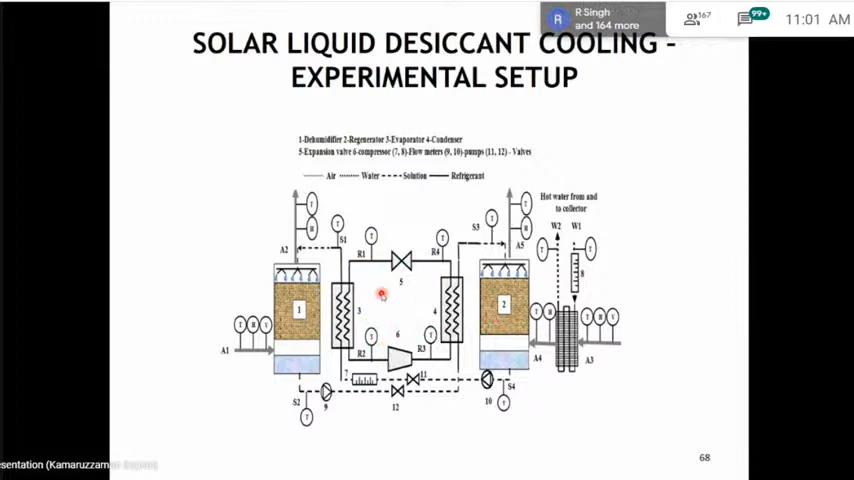 R Singh
and 164 more
167
99+
11:01 AM
SOLAR LIQUID DESICCANT COOLING –
EXPERIMENTAL SETUP
1-Dehumidifier 2-Regenerator 3-Evaporator 4-Condenser
5-Expansion valve 6-compressor (7, 8)-Flow meters (9, 10)-pumps (11, 12) - Valves
Air Water Solution Refrigerant
Hot water from and
to collector
W2 W1
S1 S3
A2 R1 R4 A5
T H T T T T T H T T
5 8
1 3 4 2
6
T H V T T T H T H V
A1 R2 R3 A4 A3
7 11
S2 9 12 10 S4
T T
68
esentation (Kamaruzzaman